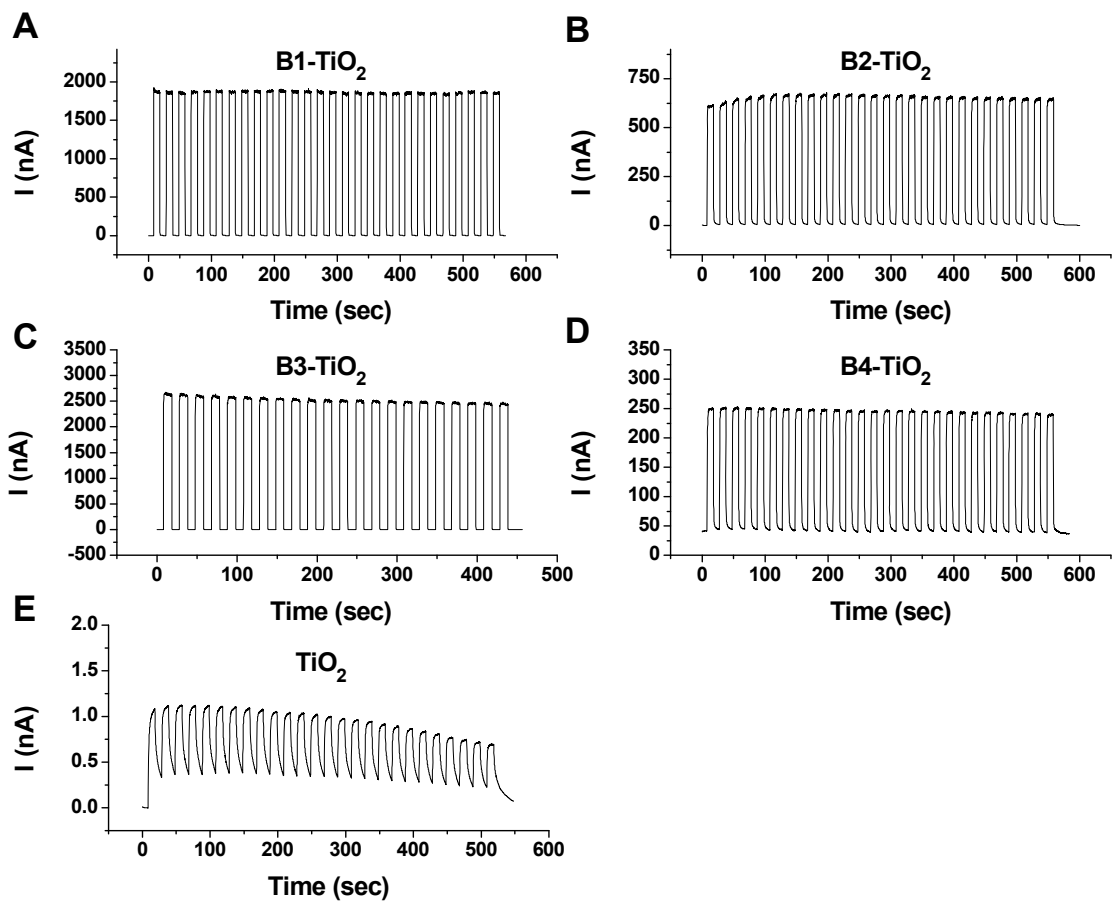 A
B1-TiO2
2000
1500
1000
500
0
I (nA)
0 100 200 300 400 500 600
Time (sec)
B
B2-TiO2
750
500
250
0
I (nA)
0 100 200 300 400 500 600
Time (sec)
C
B3-TiO2
3500
3000
2500
2000
1500
1000
500
0
-500
I (nA)
0 100 200 300 400 500
Time (sec)
D
B4-TiO2
350
300
250
200
150
100
50
0
I (nA)
0 100 200 300 400 500 600
Time (sec)
E
TiO2
2.0
1.5
1.0
0.5
0.0
I (nA)
0 100 200 300 400 500 600
Time (sec)